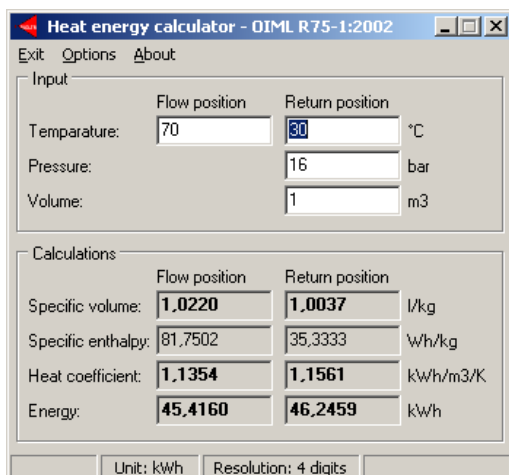 Heat energy calculator - OIML R75-1:2002
Exit Options About
Input
Flow position Return position
Temparature: 70 30 °C
Pressure: 16 bar
Volume: 1 m3
Calculations
Flow position Return position
Specific volume: 1,0220 1,0037 l/kg
Specific enthalpy: 81,7502 35,3333 Wh/kg
Heat coefficient: 1,1354 1,1561 kWh/m3/K
Energy: 45,4160 46,2459 kWh
Unit: kWh Resolution: 4 digits